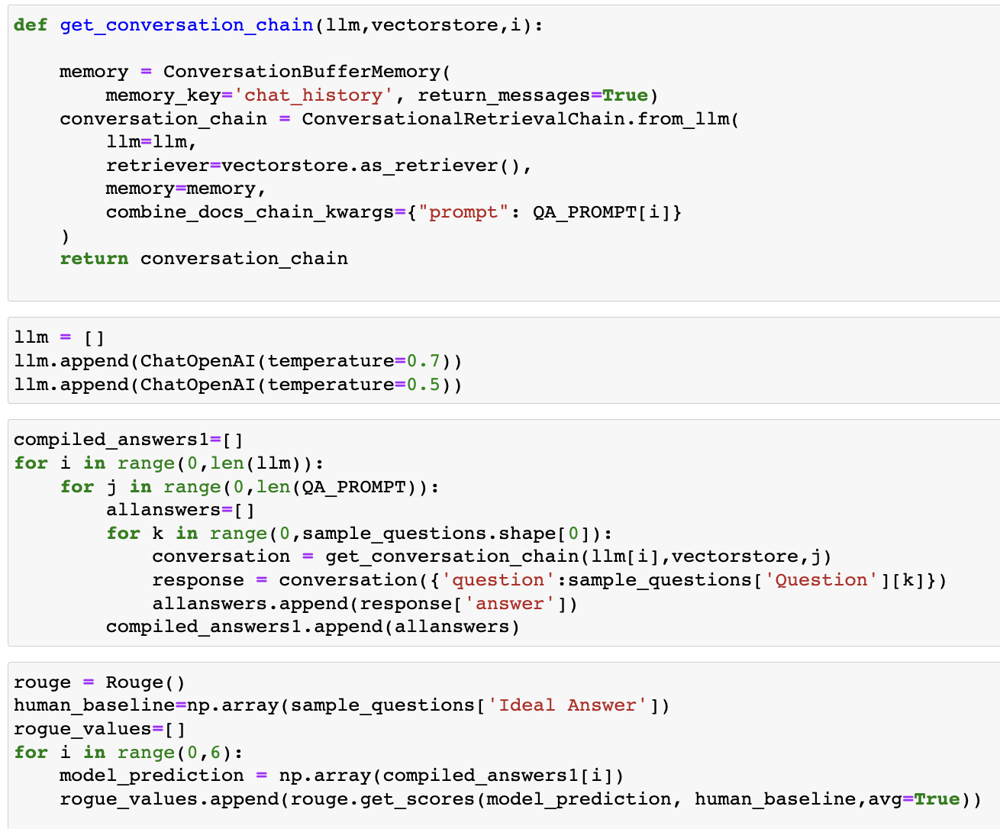 def get_conversation_chain(llm,vectorstore,i):
    memory = ConversationBufferMemory(
        memory_key='chat_history', return_messages=True)
    conversation_chain = ConversationalRetrievalChain.from_llm(
        llm=llm,
        retriever=vectorstore.as_retriever(),
        memory=memory,
        combine_docs_chain_kwargs={"prompt": QA_PROMPT[i]}
    )
    return conversation_chain
llm = []
llm.append(ChatOpenAI(temperature=0.7))
llm.append(ChatOpenAI(temperature=0.5))
compiled_answers1=[]
for i in range(0,len(llm)):
    for j in range(0,len(QA_PROMPT)):
        allanswers=[]
        for k in range(0,sample_questions.shape[0]):
            conversation = get_conversation_chain(llm[i],vectorstore,j)
            response = conversation({'question':sample_questions['Question'][k]})
            allanswers.append(response['answer'])
        compiled_answers1.append(allanswers)
rouge = Rouge()
human_baseline=np.array(sample_questions['Ideal Answer'])
rogue_values=[]
for i in range(0,6):
    model_prediction = np.array(compiled_answers1[i])
    rogue_values.append(rouge.get_scores(model_prediction, human_baseline,avg=True))